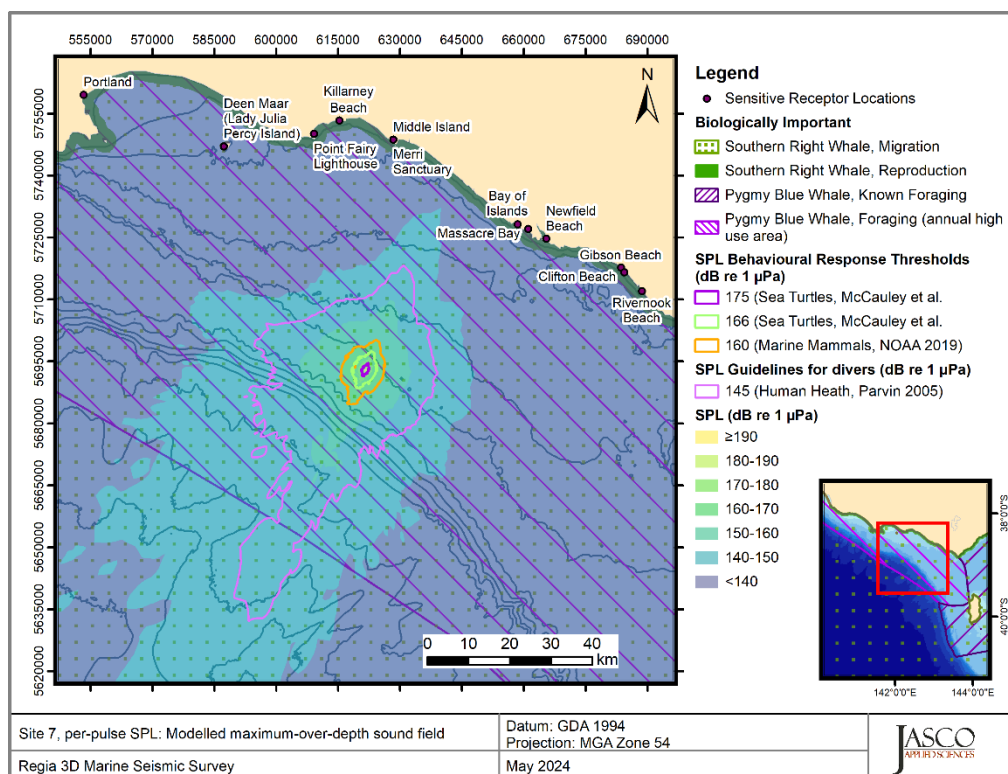 555000 570000 585000 600000 615000 630000 645000 660000 675000 690000
5755000
5740000
5725000
5710000
5695000
5680000
5665000
5650000
5635000
5620000
Portland
Deen Maar
(Lady Julia
Percy Island)
Killarney
Beach
Point Fairy
Lighthouse
Middle Island
Merri
Sanctuary
Bay of
Islands
Massacre Bay
Newfield
Beach
Gibson Beach
Clifton Beach
Rivernook
Beach
N
0 10 20 30 40
km
Legend
Sensitive Receptor Locations
Biologically Important
Southern Right Whale, Migration
Southern Right Whale, Reproduction
Pygmy Blue Whale, Known Foraging
Pygmy Blue Whale, Foraging (annual high
use area)
SPL Behavioural Response Thresholds
(dB re 1 µPa)
175 (Sea Turtles, McCauley et al.
166 (Sea Turtles, McCauley et al.
160 (Marine Mammals, NOAA 2019)
SPL Guidelines for divers (dB re 1 µPa)
145 (Human Heath, Parvin 2005)
SPL (dB re 1 µPa)
≥190
180-190
170-180
160-170
150-160
140-150
<140
38°0'0"S
40°0'0"S
142°0'0"E 144°0'0"E
Site 7, per-pulse SPL: Modelled maximum-over-depth sound field
Datum: GDA 1994
Projection: MGA Zone 54
Regia 3D Marine Seismic Survey
May 2024
JASCO
APPLIED SCIENCES